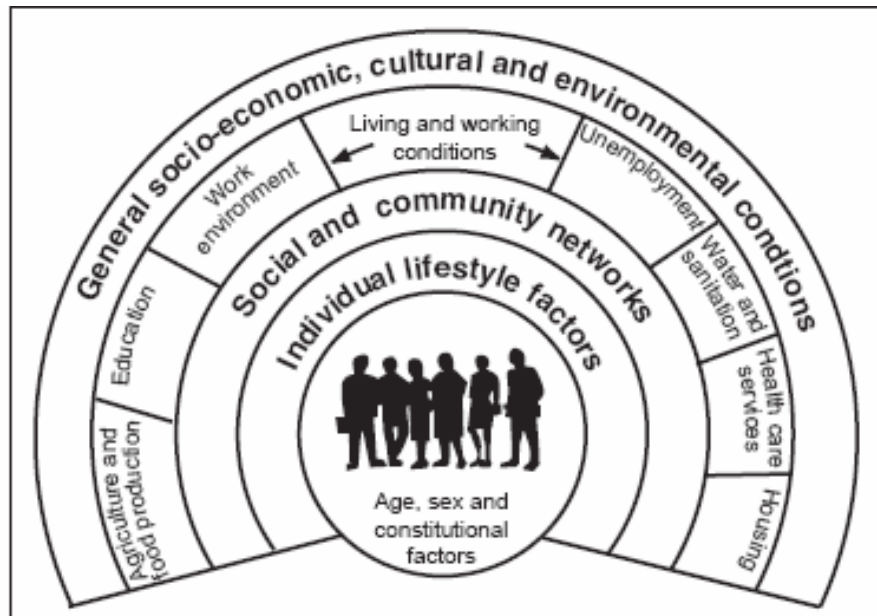 General socio-economic, cultural and environmental condtions
Living and working
conditions
Agriculture and
food production
Education
Work
environment
Unemployment
Water and
sanitation
Health care
services
Housing
Social and community networks
Individual lifestyle factors
Age, sex and
constitutional
factors